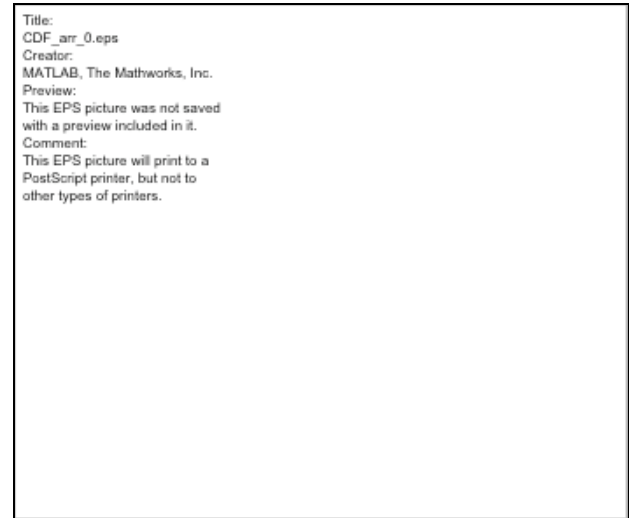 Title:
CDF_arr_0.eps
Creator:
MATLAB, The Mathworks, Inc.
Preview:
This EPS picture was not saved
with a preview included in it.
Comment:
This EPS picture will print to a
PostScript printer, but not to
other types of printers.